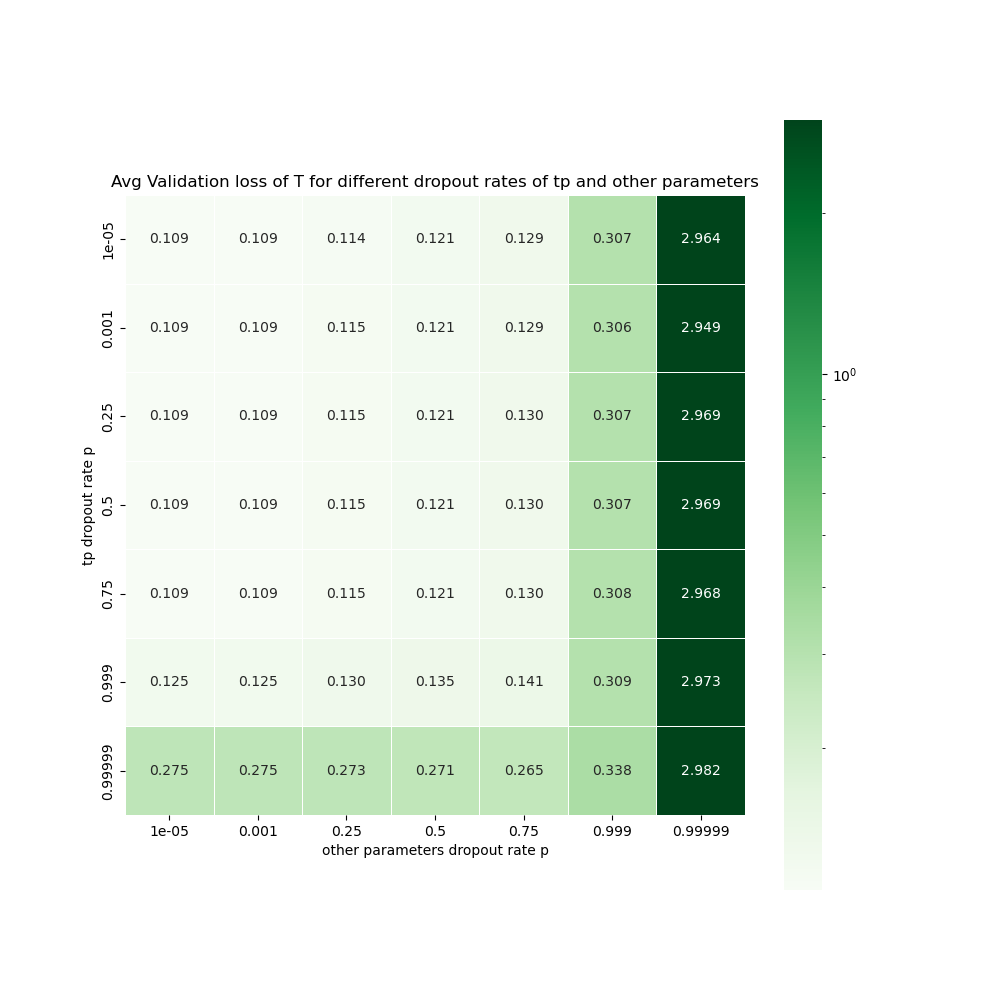 Avg Validation loss of T for different dropout rates of tp and other parameters
1e-05 0.109 0.109 0.114 0.121 0.129 0.307 2.964
0.001 0.109 0.109 0.115 0.121 0.129 0.306 2.949
0.25 0.109 0.109 0.115 0.121 0.130 0.307 2.969
0.5 0.109 0.109 0.115 0.121 0.130 0.307 2.969
0.75 0.109 0.109 0.115 0.121 0.130 0.308 2.968
0.999 0.125 0.125 0.130 0.135 0.141 0.309 2.973
0.99999 0.275 0.275 0.273 0.271 0.265 0.338 2.982
tp dropout rate p
1e-05 0.001 0.25 0.5 0.75 0.999 0.99999
other parameters dropout rate p
10⁰